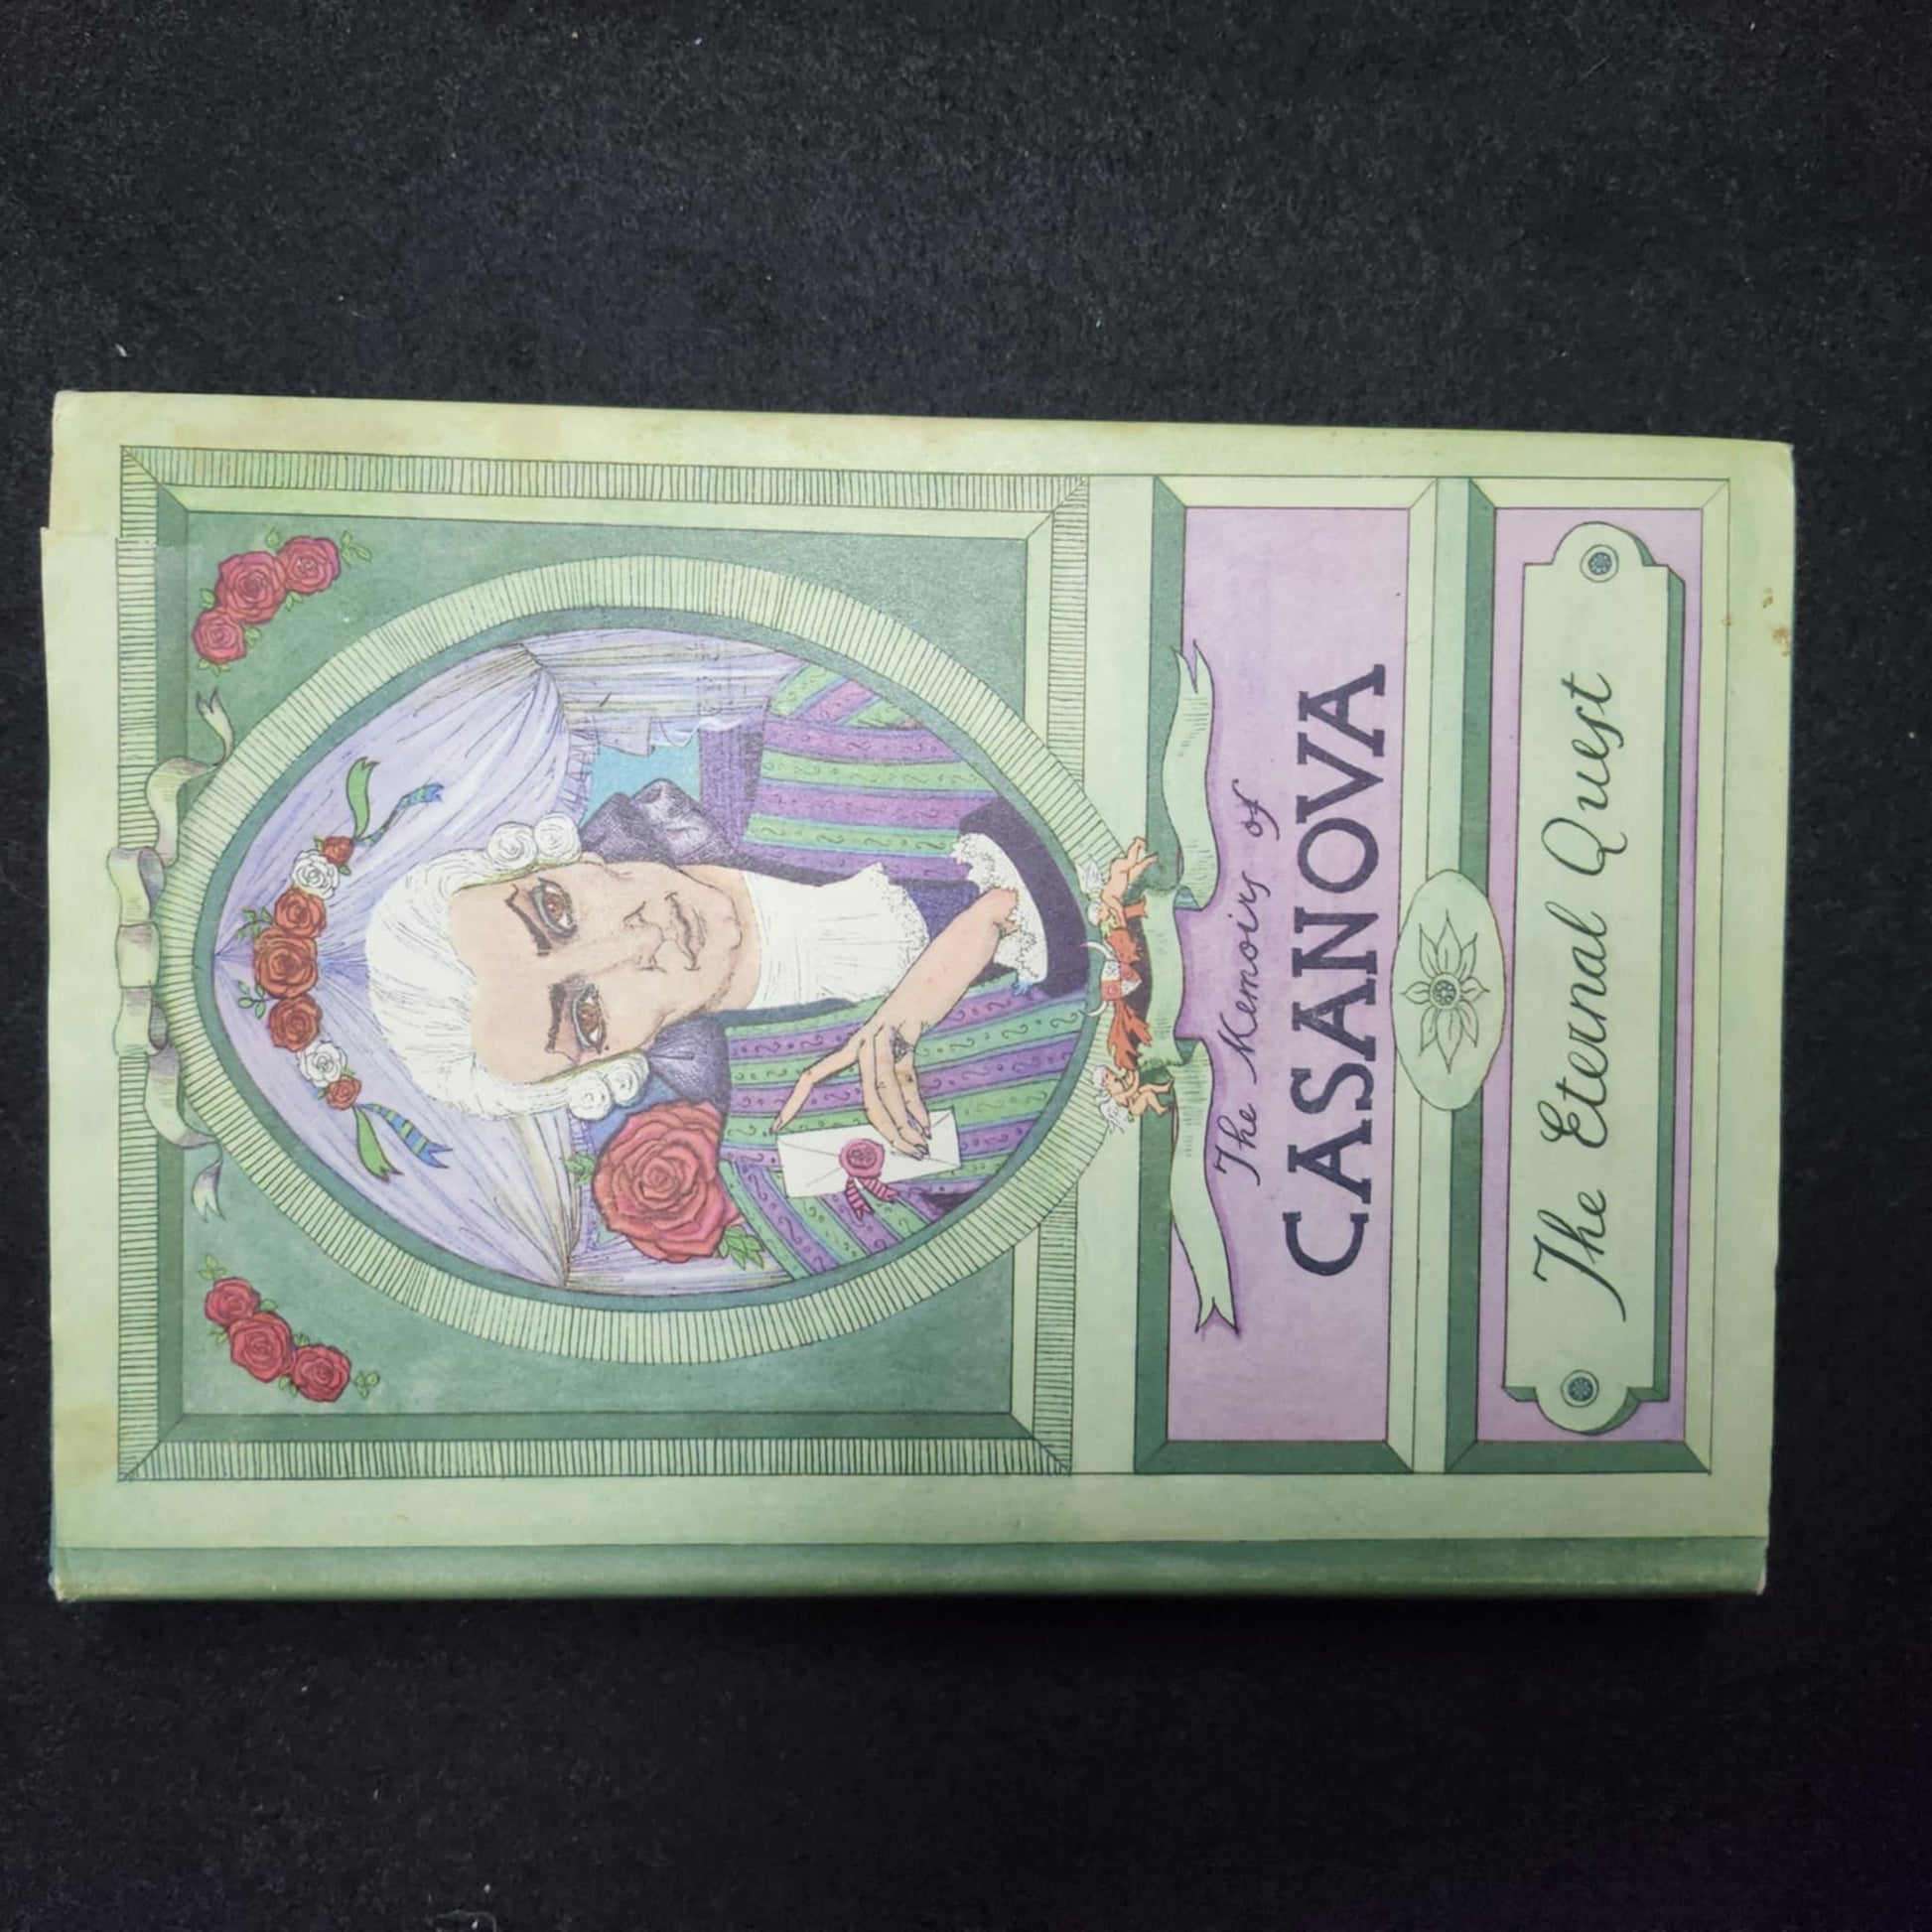 The Memoirs of
CASANOVA
The Eternal Quest